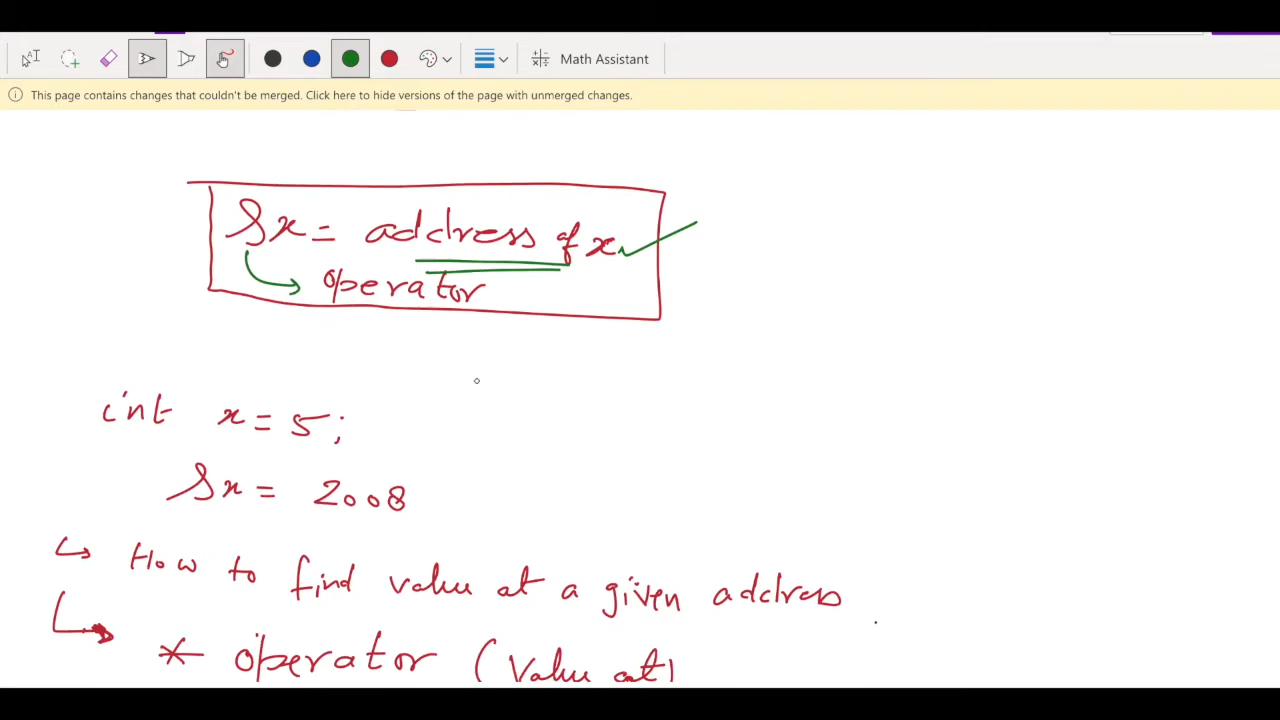 Math Assistant
This page contains changes that couldn't be merged. Click here to hide versions of the page with unmerged changes.
&x = address of x
operator
int x = 5;
&x = 2008
How to find value at a given address
* operator (Value at)